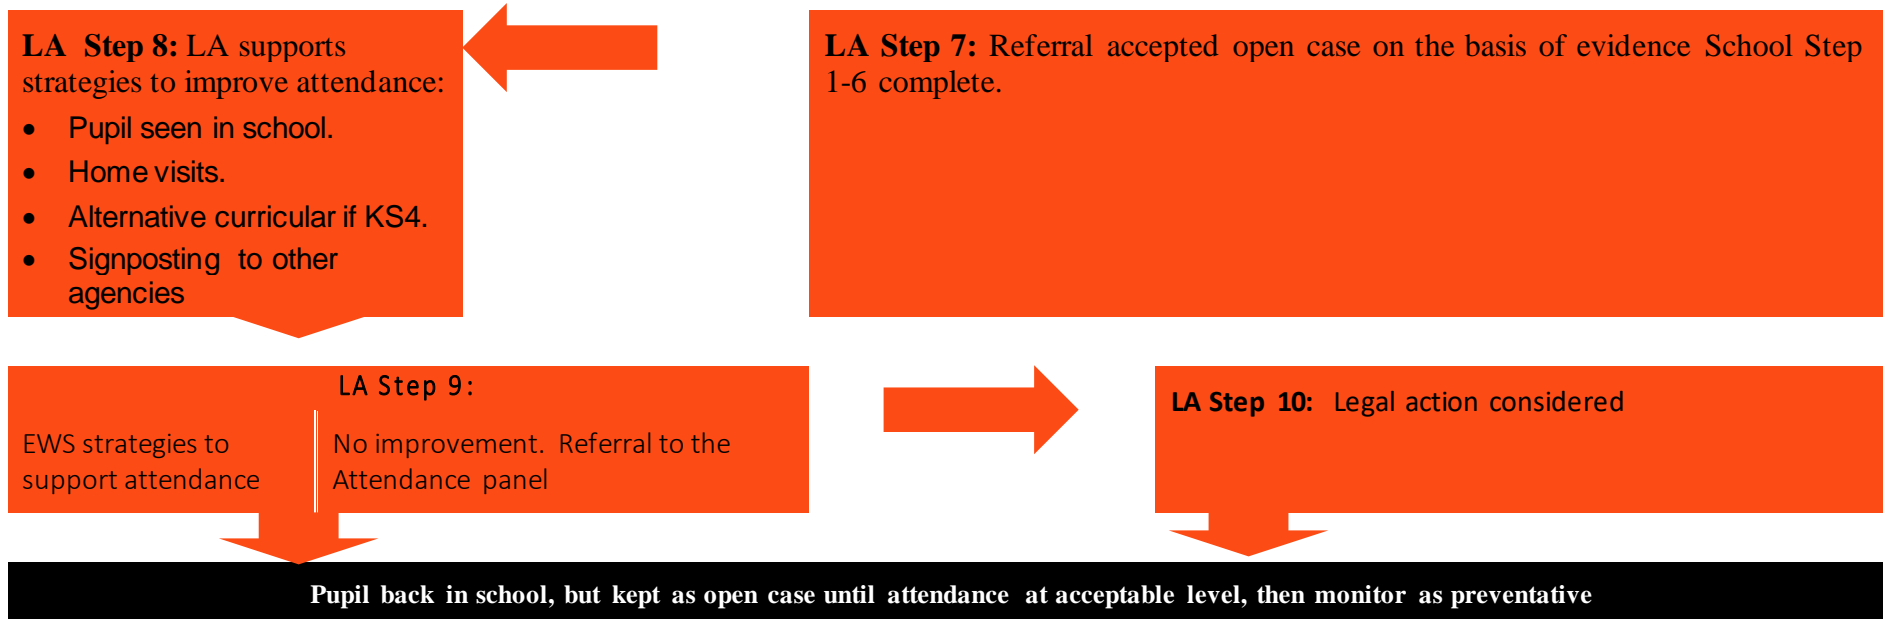 LA Step 8: LA supports
strategies to improve attendance:
• Pupil seen in school.
• Home visits.
• Alternative curricular if KS4.
• Signposting to other
agencies
LA Step 7: Referral accepted open case on the basis of evidence School Step
1-6 complete.
LA Step 9:
EWS strategies to
support attendance
No improvement. Referral to the
Attendance panel
LA Step 10: Legal action considered
Pupil back in school, but kept as open case until attendance at acceptable level, then monitor as preventative